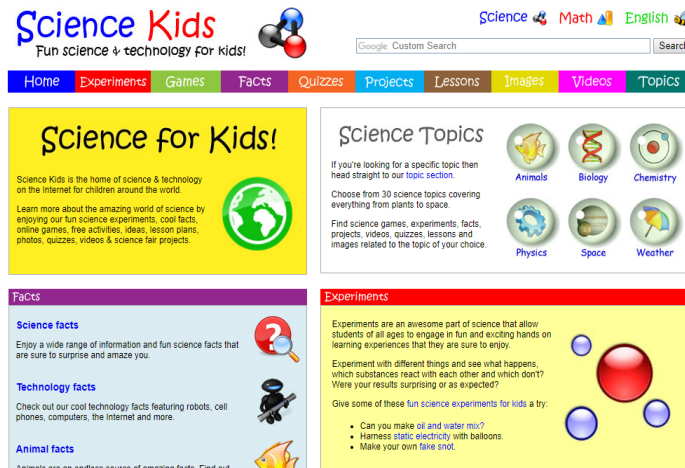 Science Kids
Fun science & technology for kids!
Science Math English
Google Custom Search Search
Home Experiments Games Facts Quizzes Projects Lessons Images Videos Topics
Science for Kids!
Science Kids is the home of science & technology
on the Internet for children around the world.
Learn more about the amazing world of science by
enjoying our fun science experiments, cool facts,
online games, free activities, ideas, lesson plans,
photos, quizzes, videos & science fair projects.
Science Topics
If you're looking for a specific topic then
head straight to our topic section.
Choose from 30 science topics covering
everything from plants to space.
Find science games, experiments, facts,
projects, videos, quizzes, lessons and
images related to the topic of your choice.
Animals Biology Chemistry
Physics Space Weather
Facts
Science facts
Enjoy a wide range of information and fun science facts that
are sure to surprise and amaze you.
Technology facts
Check out our cool technology facts featuring robots, cell
phones, computers, the Internet and more.
Animal facts
Animals are an endless source of amazing facts. Find out
Experiments
Experiments are an awesome part of science that allow
students of all ages to engage in fun and exciting hands on
learning experiences that they are sure to enjoy.
Experiment with different things and see what happens,
which substances react with each other and which don't?
Were your results surprising or as expected?
Give some of these fun science experiments for kids a try:
Can you make oil and water mix?
Harness static electricity with balloons.
Make your own fake snot.